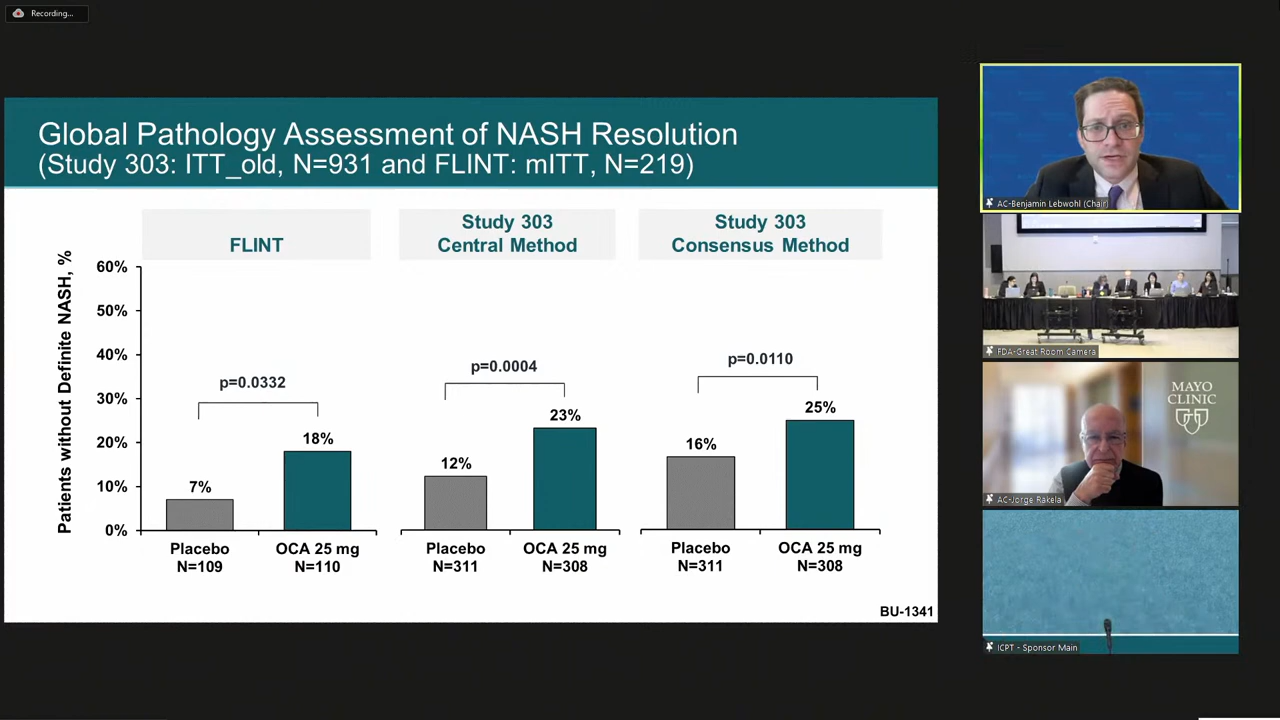 Recording...
Global Pathology Assessment of NASH Resolution
(Study 303: ITT_old, N=931 and FLINT: mITT, N=219)
Patients without Definite NASH, %
60%
50%
40%
30%
20%
10%
0%
FLINT
p=0.0332
7%
18%
Placebo
N=109
OCA 25 mg
N=110
Study 303
Central Method
p=0.0004
12%
23%
Placebo
N=311
OCA 25 mg
N=308
Study 303
Consensus Method
p=0.0110
16%
25%
Placebo
N=311
OCA 25 mg
N=308
BU-1341
AC-Benjamin Lebwohl (Chair)
FDA-Great Room Camera
MAYO
CLINIC
AC-Jorge Rakela
ICPT - Sponsor Main